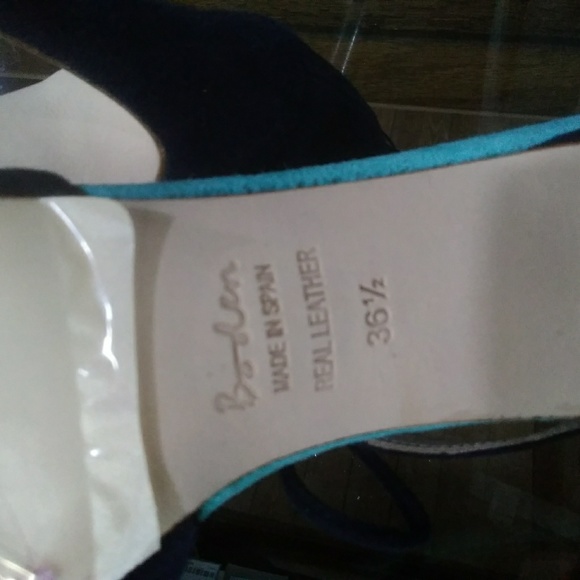 Boden
MADE IN SPAIN
REAL LEATHER
36½